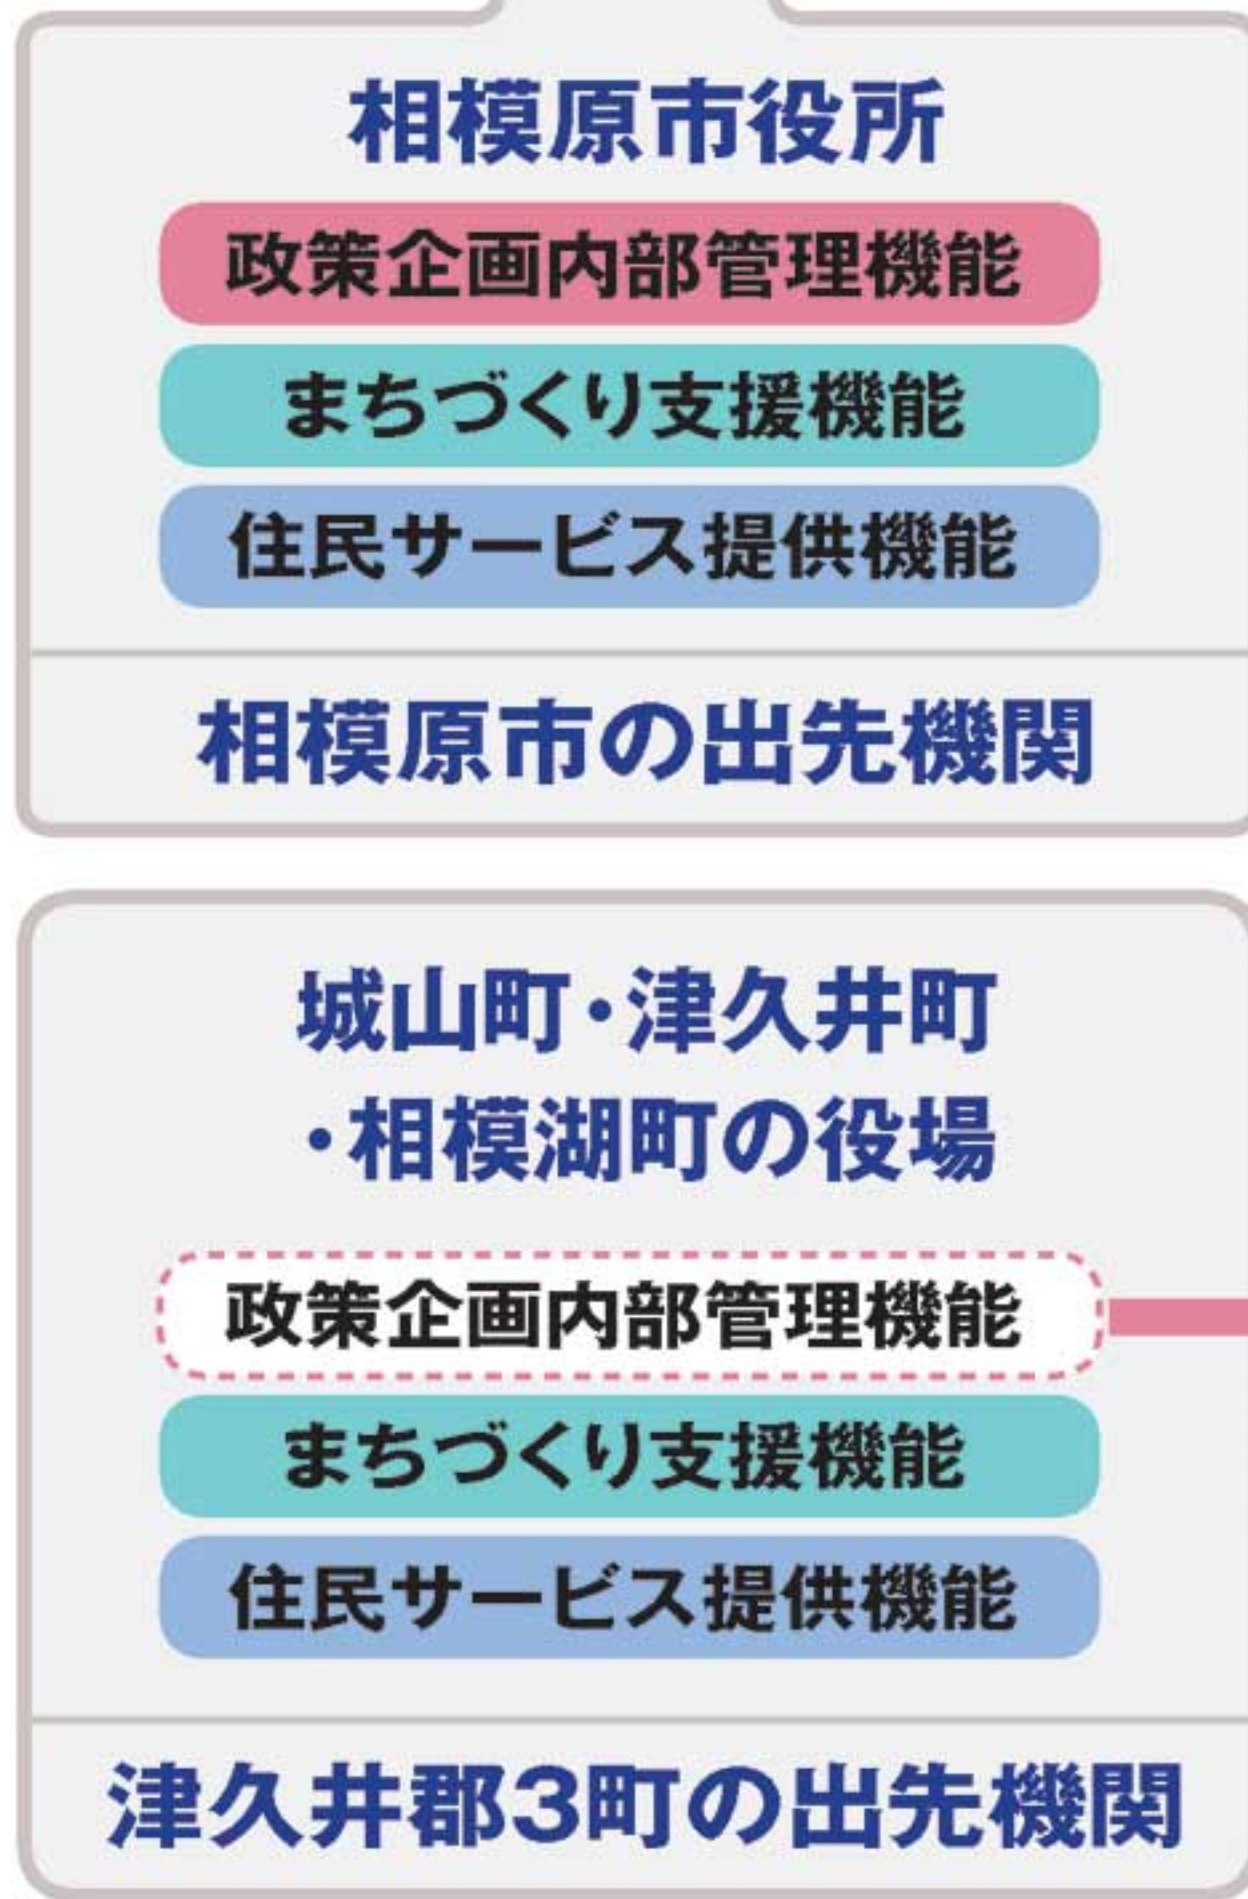 相模原市役所
政策企画内部管理機能
まちづくり支援機能
住民サービス提供機能
相模原市の出先機関
城山町・津久井町
・相模湖町の役場
政策企画内部管理機能
まちづくり支援機能
住民サービス提供機能
津久井郡3町の出先機関